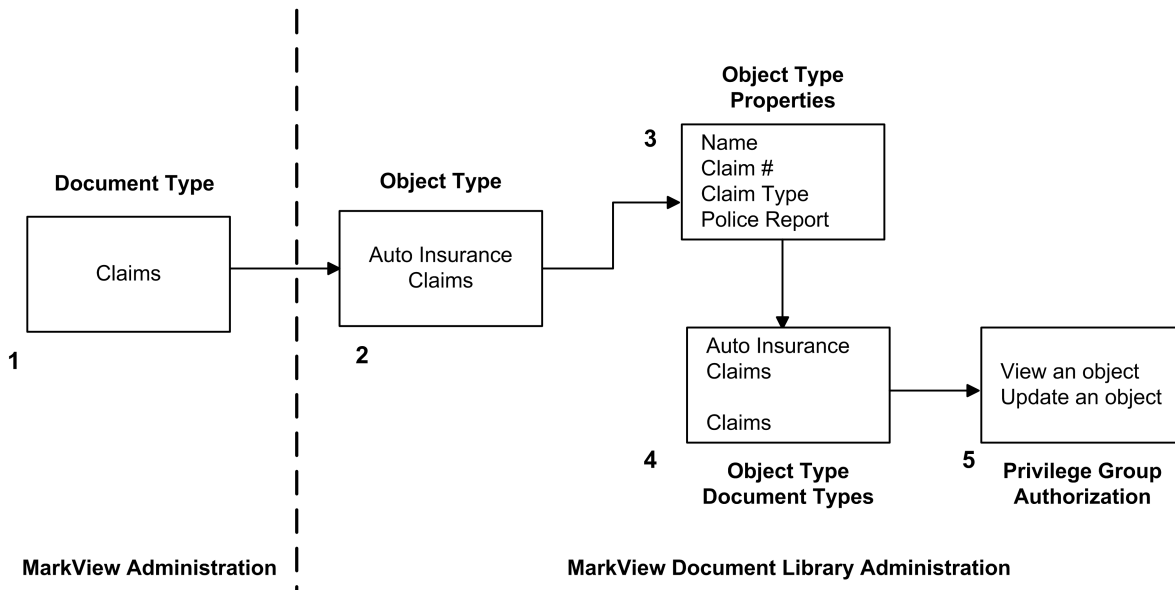 Document Type
Claims
1
Object Type
Auto Insurance
Claims
2
Object Type
Properties
3
Name
Claim #
Claim Type
Police Report
Auto Insurance
Claims
Claims
4
Object Type
Document Types
View an object
Update an object
5
Privilege Group
Authorization
MarkView Administration
MarkView Document Library Administration